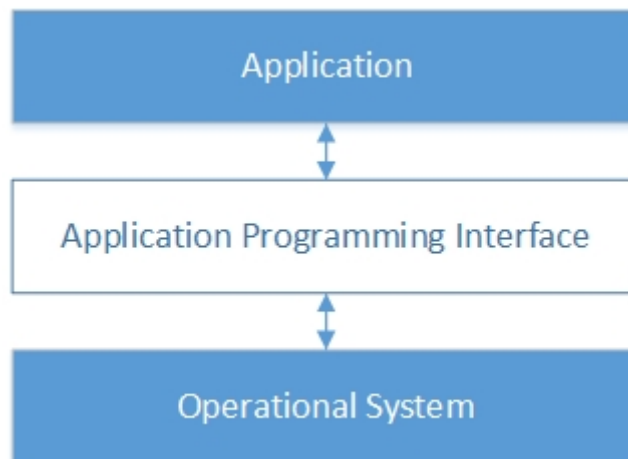 Application
Application Programming Interface
Operational System